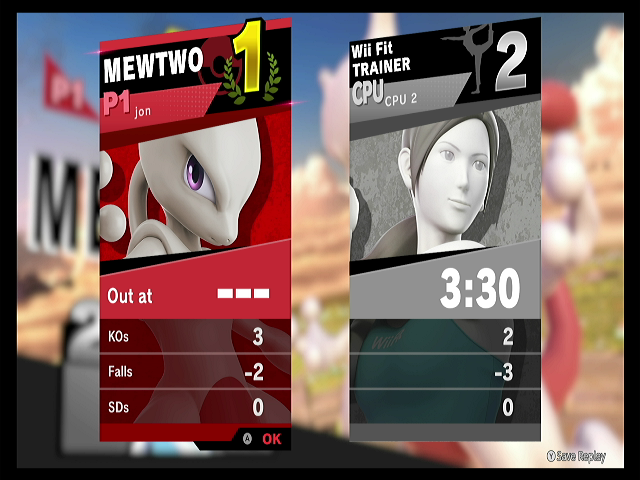 MEWTWO
1
P1 jon
Out at ---
KOs 3
Falls -2
SDs 0
A OK
Wii Fit
TRAINER
2
CPU CPU 2
3:30
2
-3
0
Y Save Replay
P1